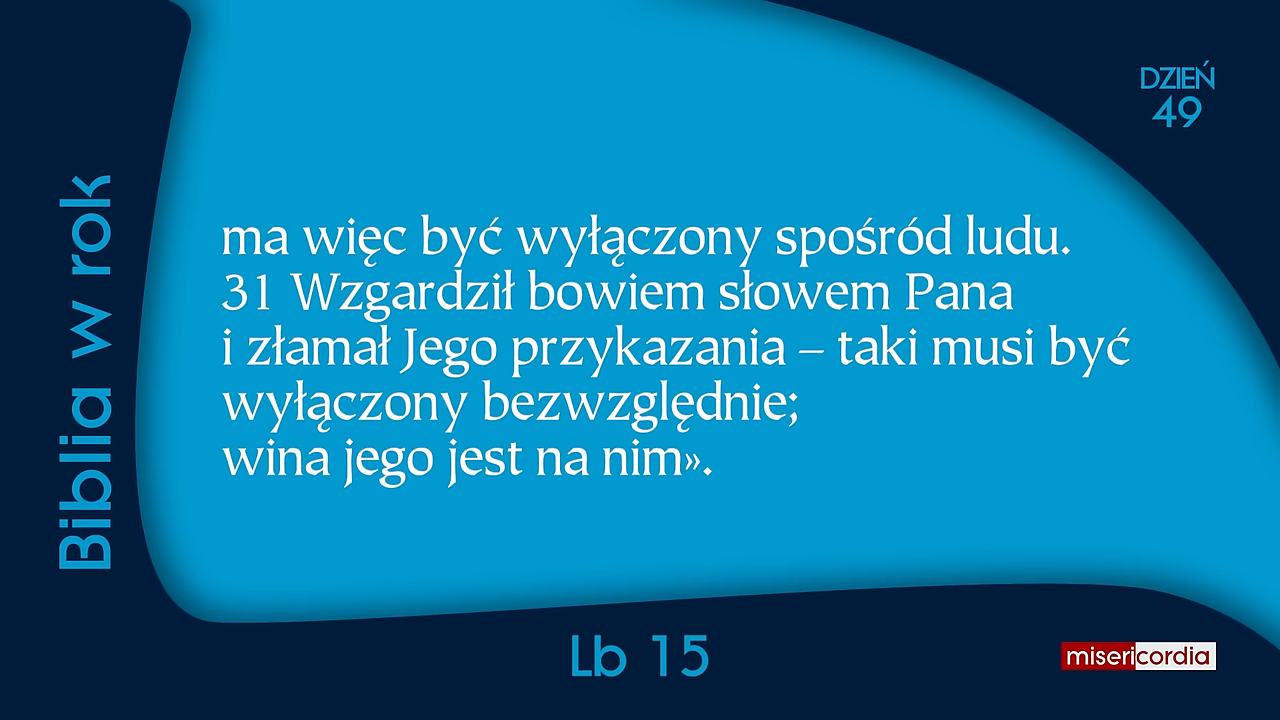 DZIEŃ
49
Biblia w rok
ma więc być wyłączony spośród ludu.
31 Wzgardził bowiem słowem Pana
i złamał Jego przykazania – taki musi być
wyłączony bezwzględnie;
wina jego jest na nim».
Lb 15
misericordia